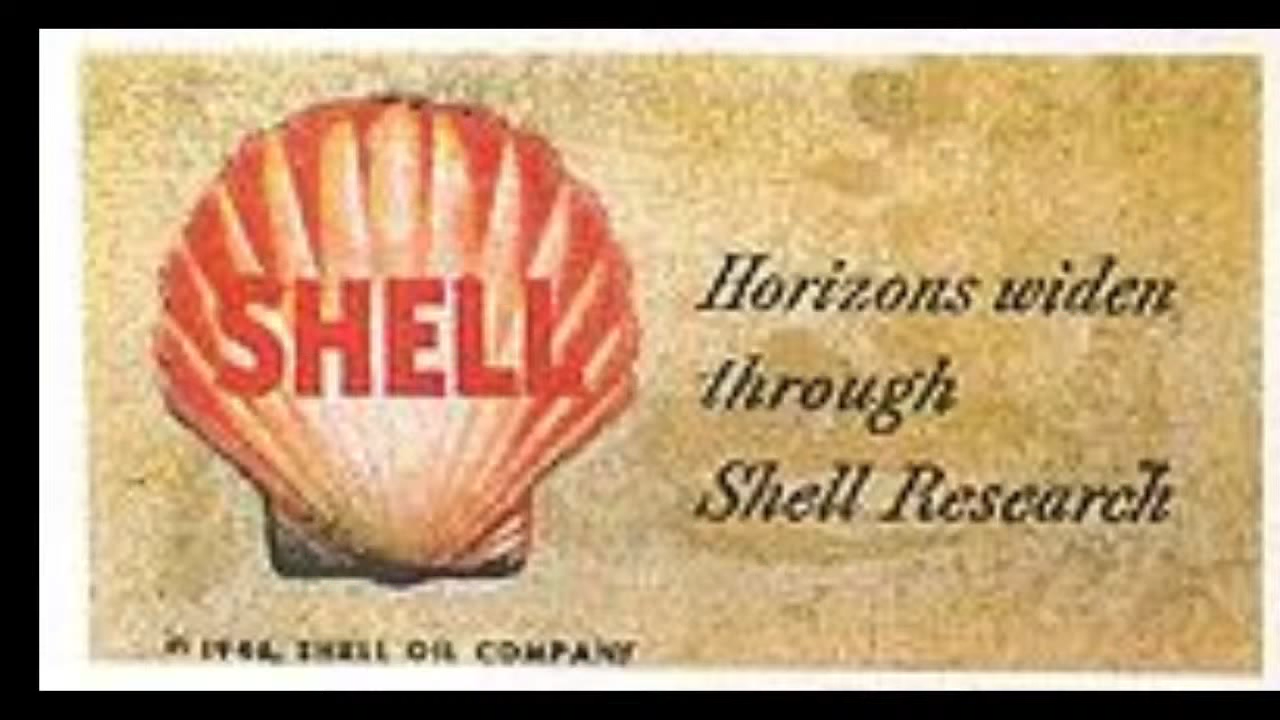 SHELL
Horizons widen
through
Shell Research
SHELL OIL COMPANY